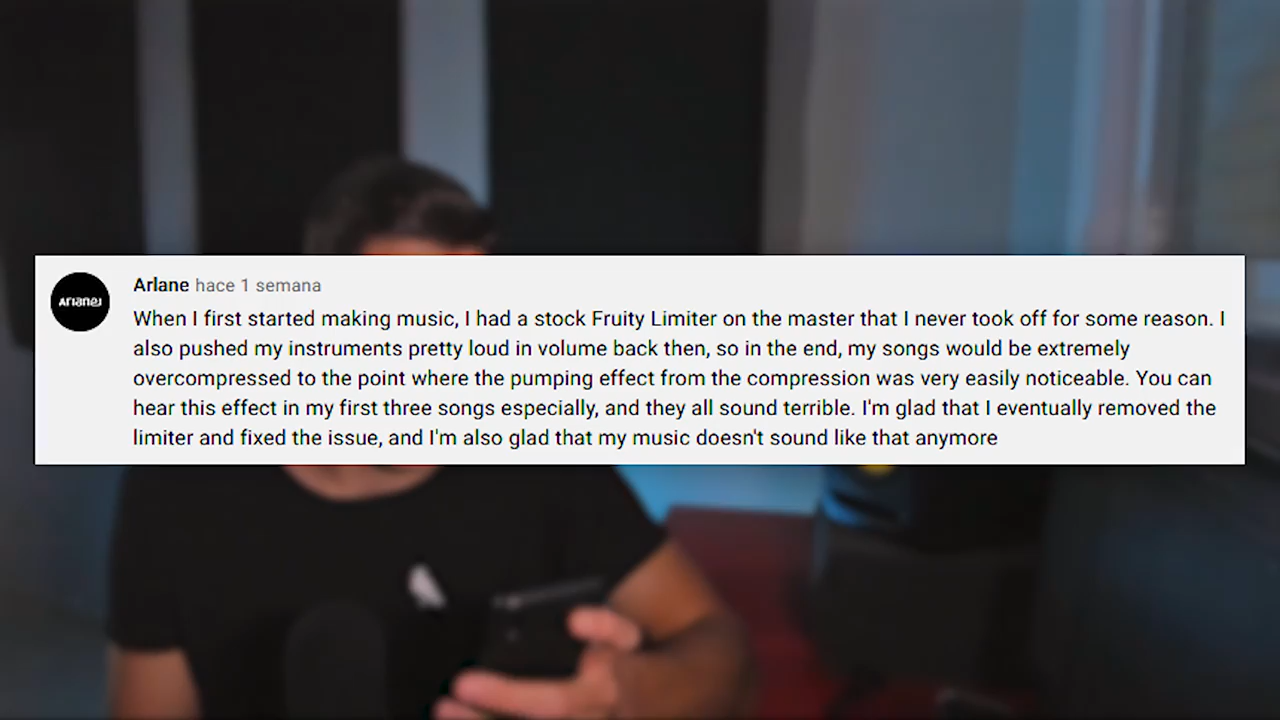 Arlane hace 1 semana
When I first started making music, I had a stock Fruity Limiter on the master that I never took off for some reason. I
also pushed my instruments pretty loud in volume back then, so in the end, my songs would be extremely
overcompressed to the point where the pumping effect from the compression was very easily noticeable. You can
hear this effect in my first three songs especially, and they all sound terrible. I'm glad that I eventually removed the
limiter and fixed the issue, and I'm also glad that my music doesn't sound like that anymore